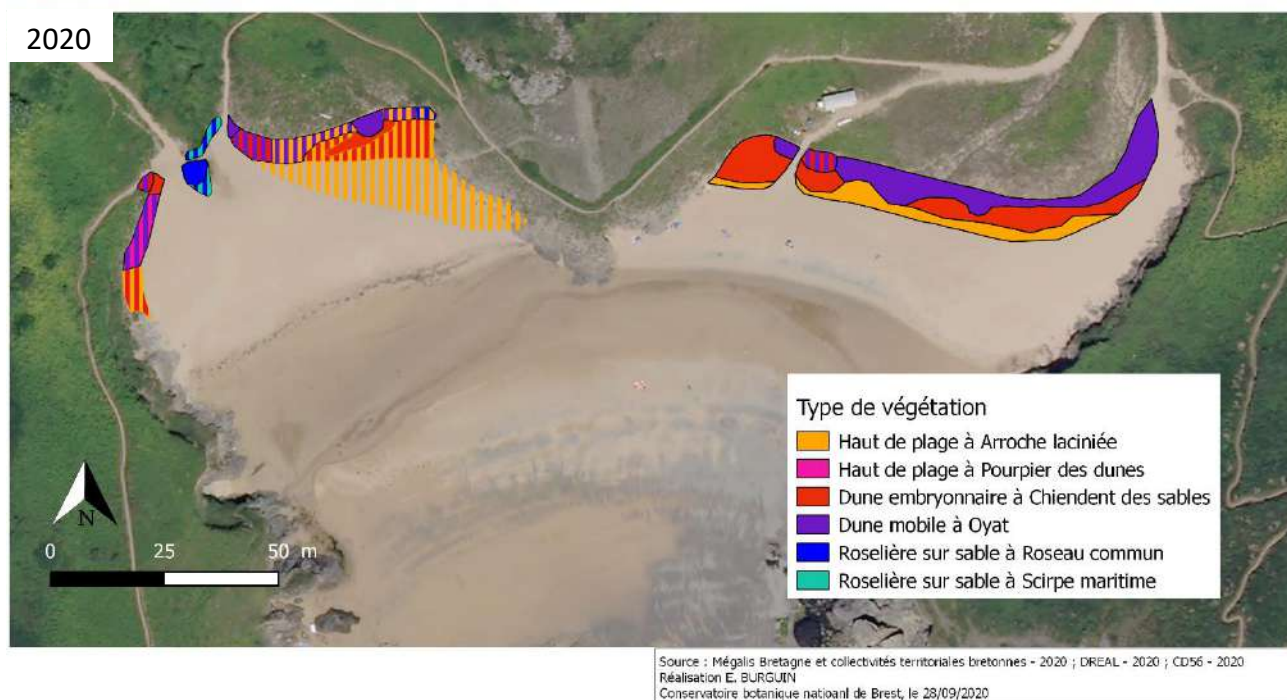 2020
N
0 25 50 m
Type de végétation
Haut de plage à Arroche laciniée
Haut de plage à Pourpier des dunes
Dune embryonnaire à Chiendent des sables
Dune mobile à Oyat
Roselière sur sable à Roseau commun
Roselière sur sable à Scirpe maritime
Source : Mégalis Bretagne et collectivités territoriales bretonnes - 2020 ; DREAL - 2020 ; CD56 - 2020
Réalisation E. BURGUIN
Conservatoire botanique natioanl de Brest, le 28/09/2020